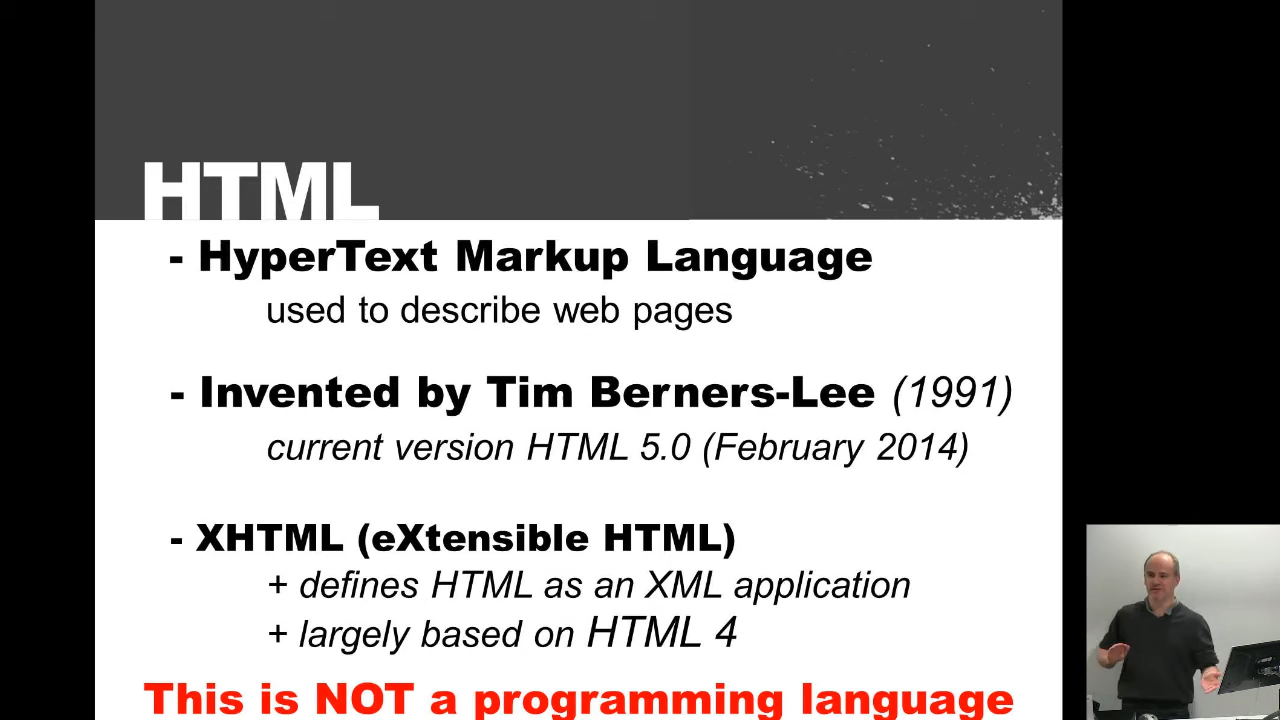 HTML
- HyperText Markup Language
used to describe web pages
- Invented by Tim Berners-Lee (1991)
current version HTML 5.0 (February 2014)
- XHTML (eXtensible HTML)
+ defines HTML as an XML application
+ largely based on HTML 4
This is NOT a programming language